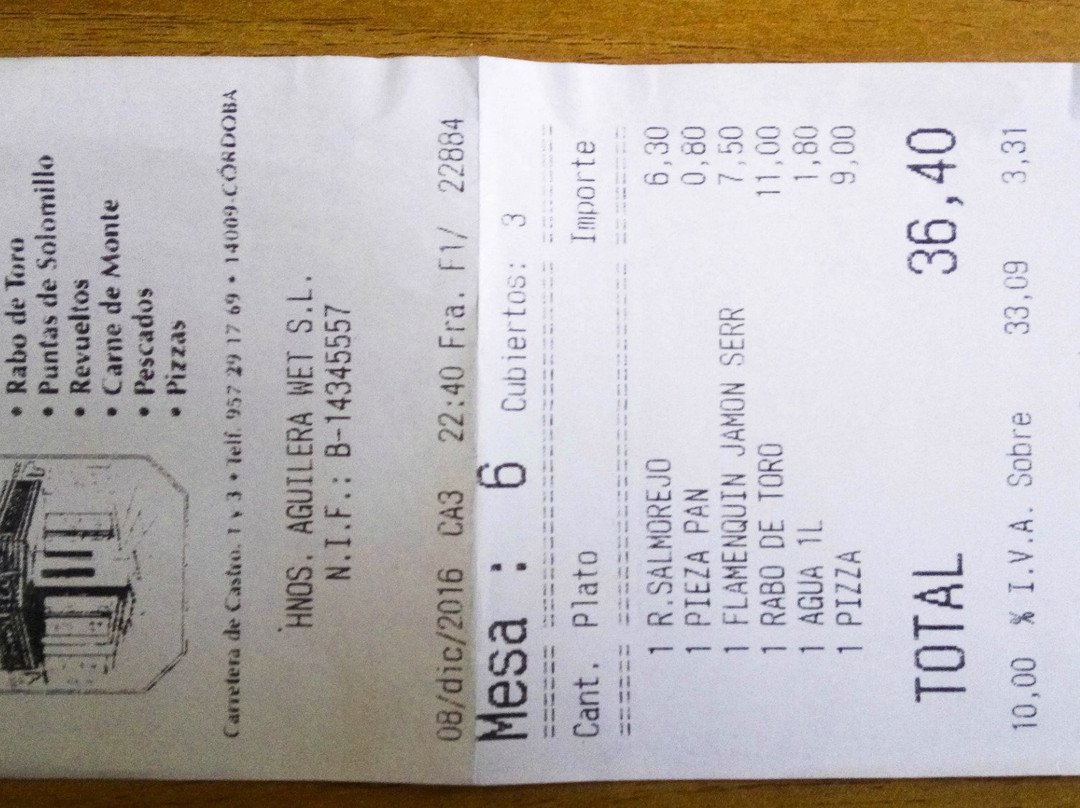 • Rabo de Toro
• Puntas de Solomillo
• Revueltos
• Carne de Monte
• Pescados
• Pizzas
Carretera de Castro, 1 y 3 • Telf. 957 29 17 69 • 14009-CÓRDOBA
HNOS. AGUILERA WET S.L.
N.I.F.: B-14345557
08/dic/2016 CA3 22:40 Fra. F1/ 22884
Mesa : 6 Cubiertos: 3
Cant. Plato Importe
1 R.SALMOREJO 6,30
1 PIEZA PAN 0,80
1 FLAMENQUIN JAMON SERR 7,50
1 RABO DE TORO 11,00
1 AGUA 1L 1,80
1 PIZZA 9,00
TOTAL 36,40
10,00 % I.V.A. Sobre 33,09 3,31